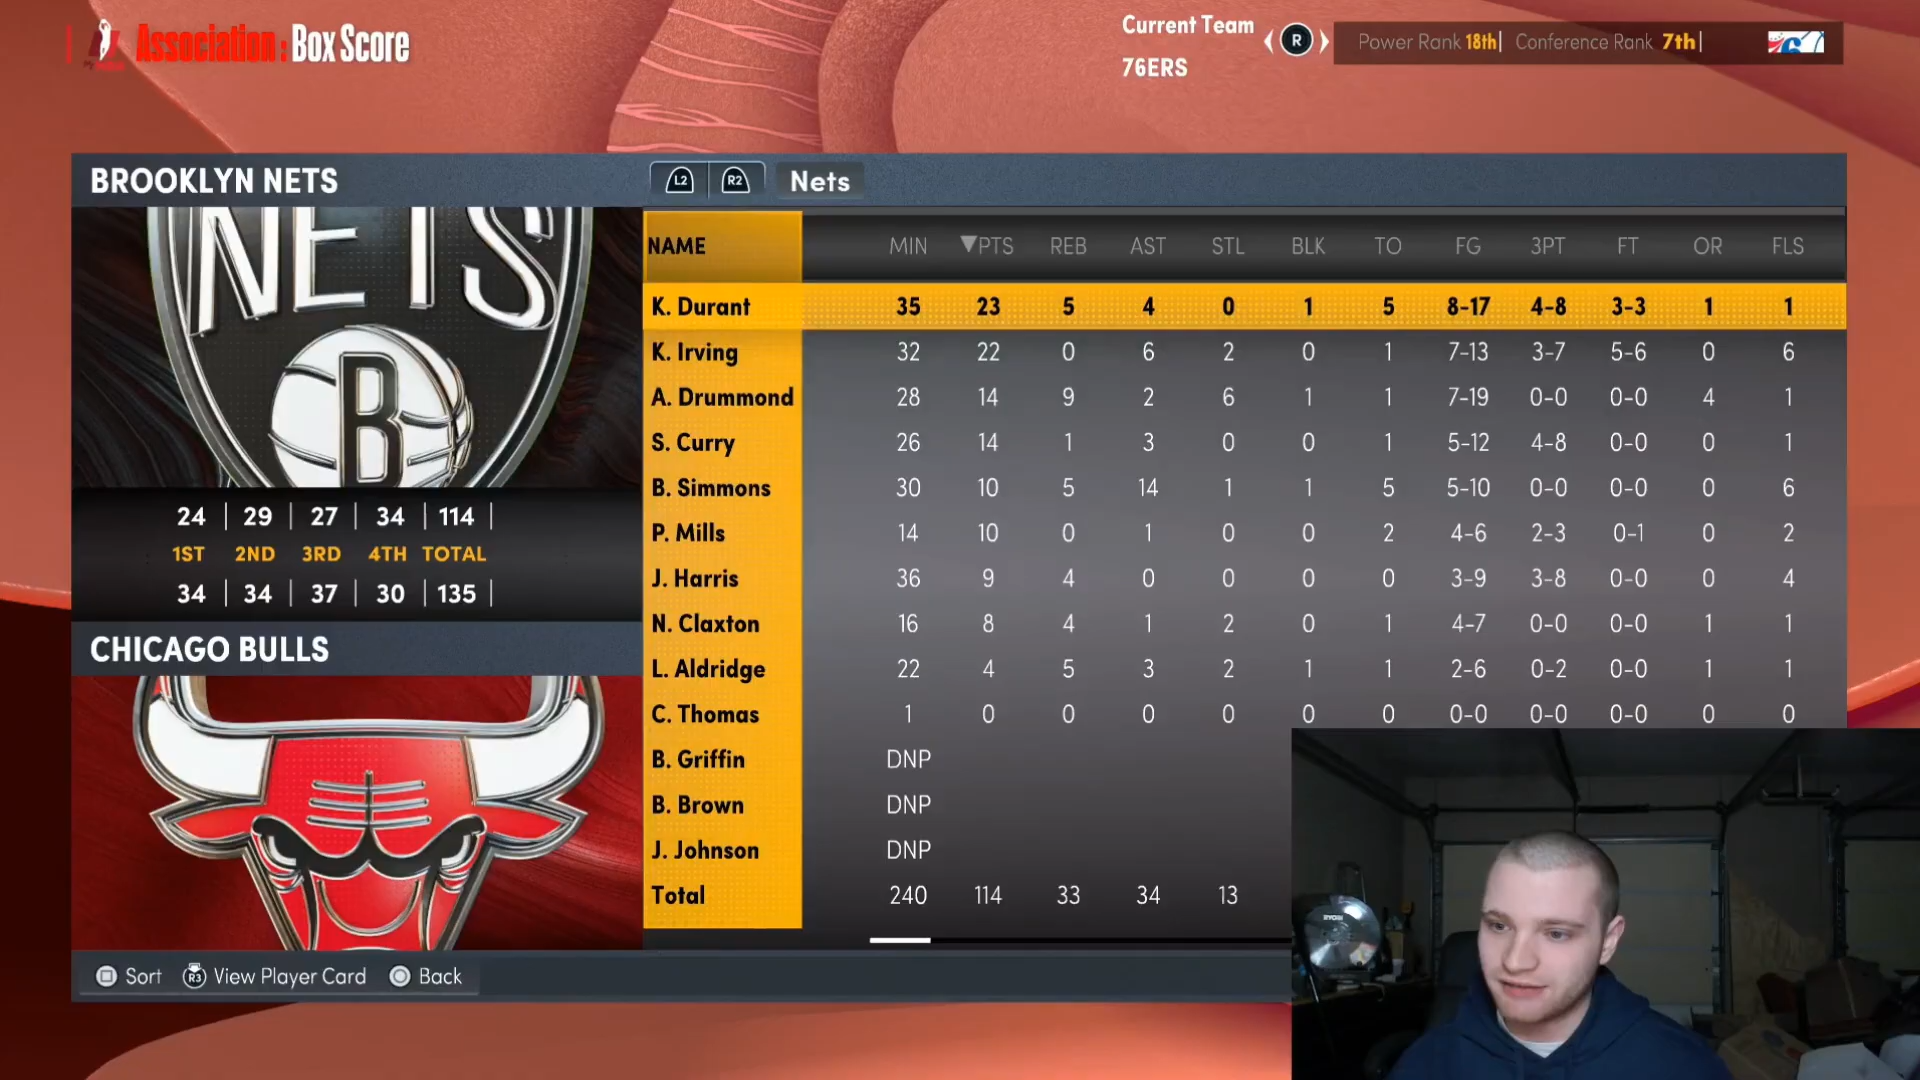 Association : Box Score
Current Team
76ERS
R
Power Rank 18th| Conference Rank 7th|
BROOKLYN NETS
L2 R2 Nets
NETS
B
24 | 29 | 27 | 34 | 114 |
1ST 2ND 3RD 4TH TOTAL
34 | 34 | 37 | 30 | 135 |
CHICAGO BULLS
NAME MIN ▼PTS REB AST STL BLK TO FG 3PT FT OR FLS
K. Durant 35 23 5 4 0 1 5 8-17 4-8 3-3 1 1
K. Irving 32 22 0 6 2 0 1 7-13 3-7 5-6 0 6
A. Drummond 28 14 9 2 6 1 1 7-19 0-0 0-0 4 1
S. Curry 26 14 1 3 0 0 1 5-12 4-8 0-0 0 1
B. Simmons 30 10 5 14 1 1 5 5-10 0-0 0-0 0 6
P. Mills 14 10 0 1 0 0 2 4-6 2-3 0-1 0 2
J. Harris 36 9 4 0 0 0 0 3-9 3-8 0-0 0 4
N. Claxton 16 8 4 1 2 0 1 4-7 0-0 0-0 1 1
L. Aldridge 22 4 5 3 2 1 1 2-6 0-2 0-0 1 1
C. Thomas 1 0 0 0 0 0 0 0-0 0-0 0-0 0 0
B. Griffin DNP
B. Brown DNP
J. Johnson DNP
Total 240 114 33 34 13
RYOBI
Sort R3 View Player Card Back